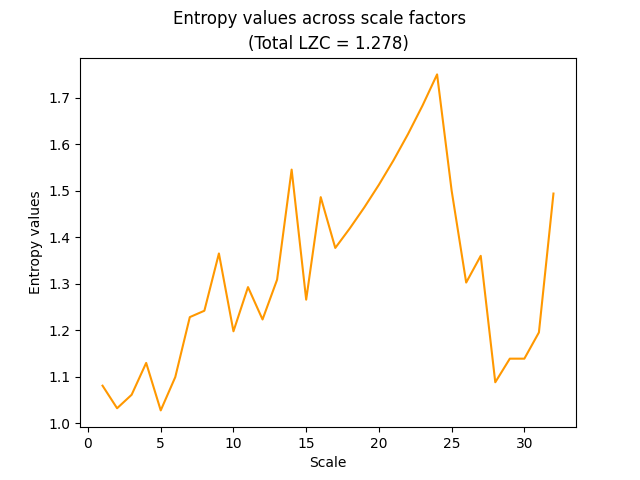 Entropy values across scale factors
(Total LZC = 1.278)
Entropy values
1.7
1.6
1.5
1.4
1.3
1.2
1.1
1.0
0 5 10 15 20 25 30
Scale